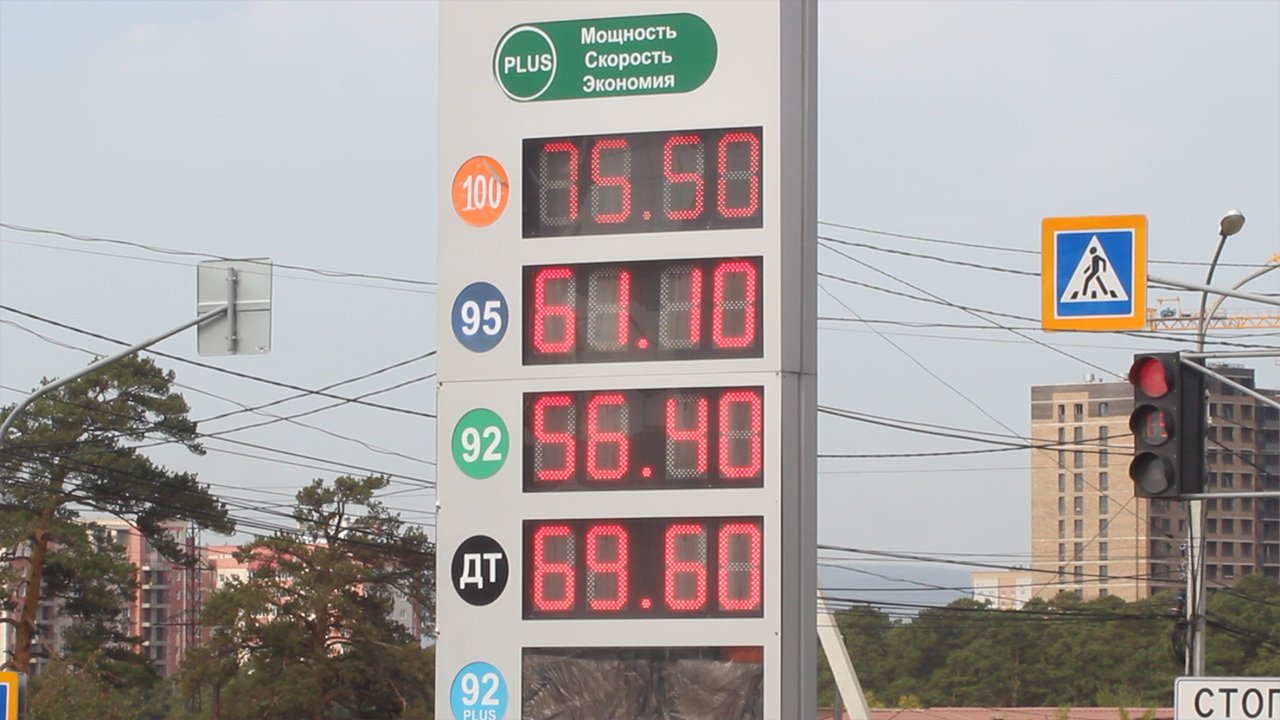 PLUS
Мощность
Скорость
Экономия
100 75.50
95 61.10
92 56.40
ДТ 69.60
92
PLUS
СТОП